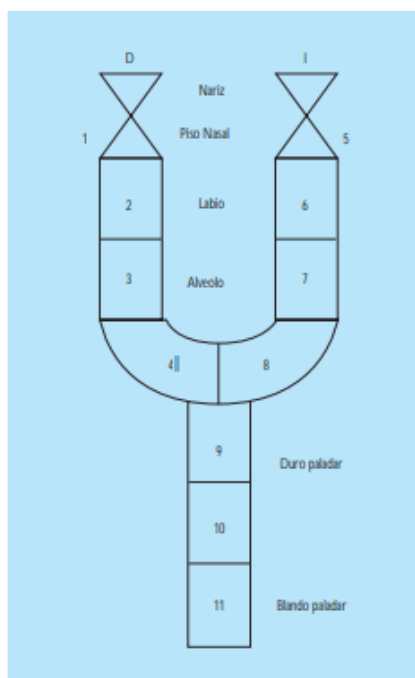 D I
Nariz
1 Piso Nasal 5
2 Labio 6
3 Alveolo 7
4 8
9
Duro paladar
10
11 Blando paladar